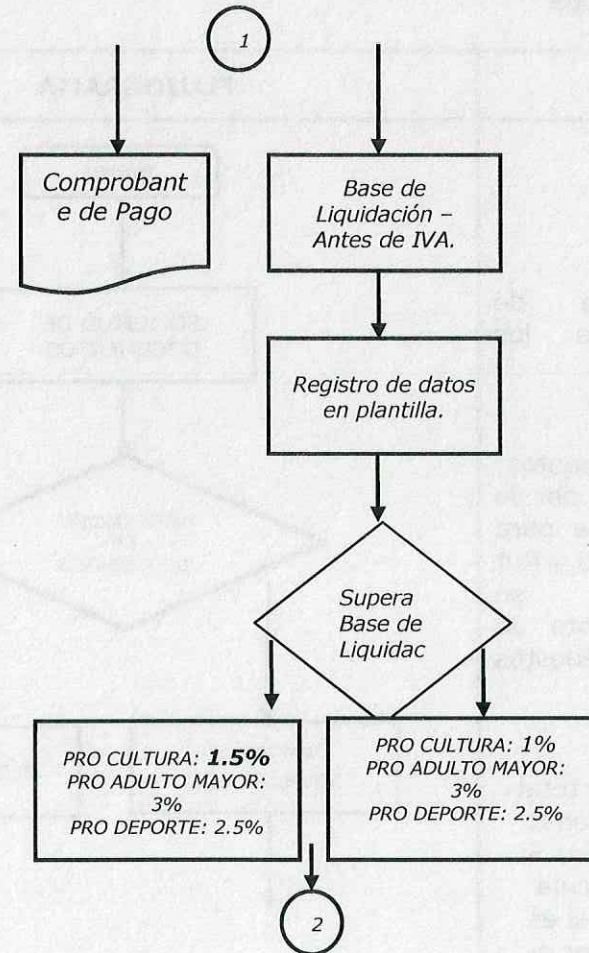 1
Comprobant
e de Pago
Base de
Liquidación –
Antes de IVA.
Registro de datos
en plantilla.
Supera
Base de
Liquidac
PRO CULTURA: 1.5%
PRO ADULTO MAYOR:
3%
PRO DEPORTE: 2.5%
PRO CULTURA: 1%
PRO ADULTO MAYOR:
3%
PRO DEPORTE: 2.5%
2